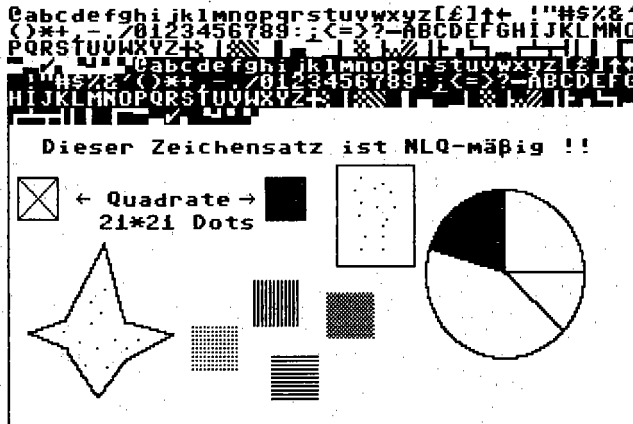 @abcdefghijklmnopqrstuvwxyz[£]↑← !"#$%&'
()*+,-./0123456789:;<=>?—ABCDEFGHIJKLMNO
PQRSTUVWXYZ
@abcdefghijklmnopqrstuvwxyz[£]↑←
!"#$%&'()*+,-./0123456789:;<=>?—ABCDEFG
HIJKLMNOPQRSTUVWXYZ
Dieser Zeichensatz ist NLQ-mäßig !!
← Quadrate →
21*21 Dots